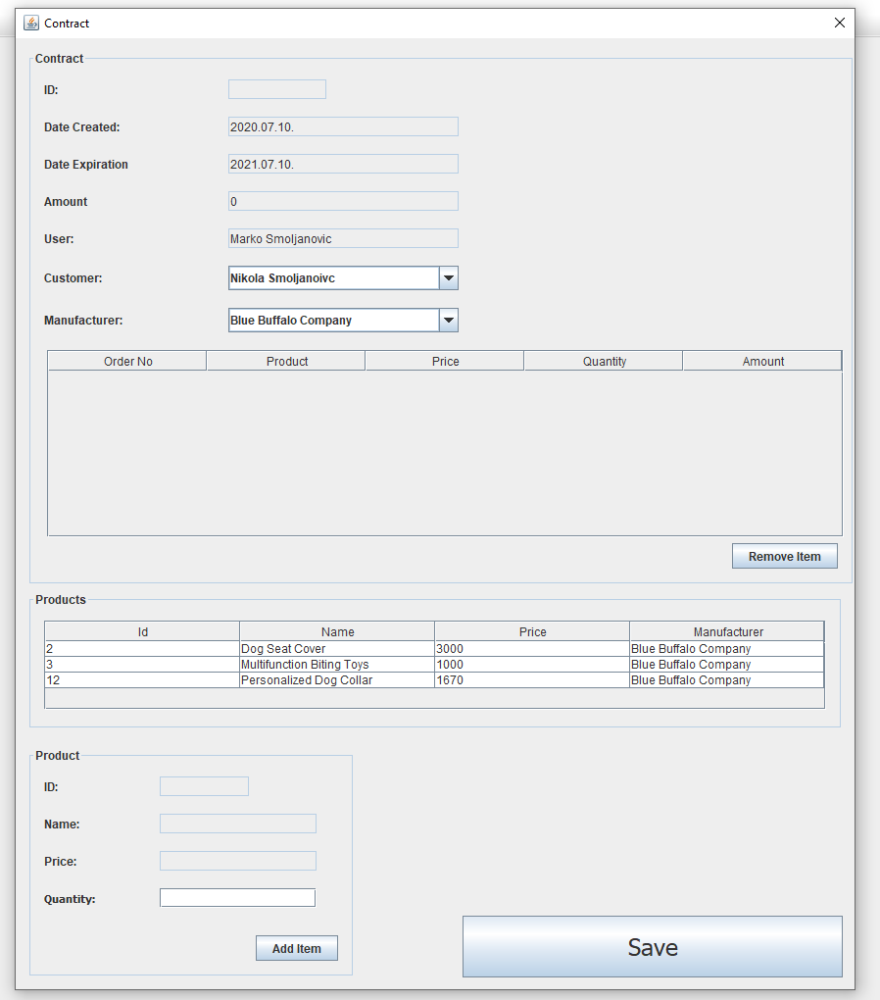 Contract
Contract
ID:
Date Created: 2020.07.10.
Date Expiration 2021.07.10.
Amount 0
User: Marko Smoljanovic
Customer: Nikola Smoljanoivc
Manufacturer: Blue Buffalo Company
Order No Product Price Quantity Amount
Remove Item
Products
Id Name Price Manufacturer
2 Dog Seat Cover 3000 Blue Buffalo Company
3 Multifunction Biting Toys 1000 Blue Buffalo Company
12 Personalized Dog Collar 1670 Blue Buffalo Company
Product
ID:
Name:
Price:
Quantity:
Add Item
Save